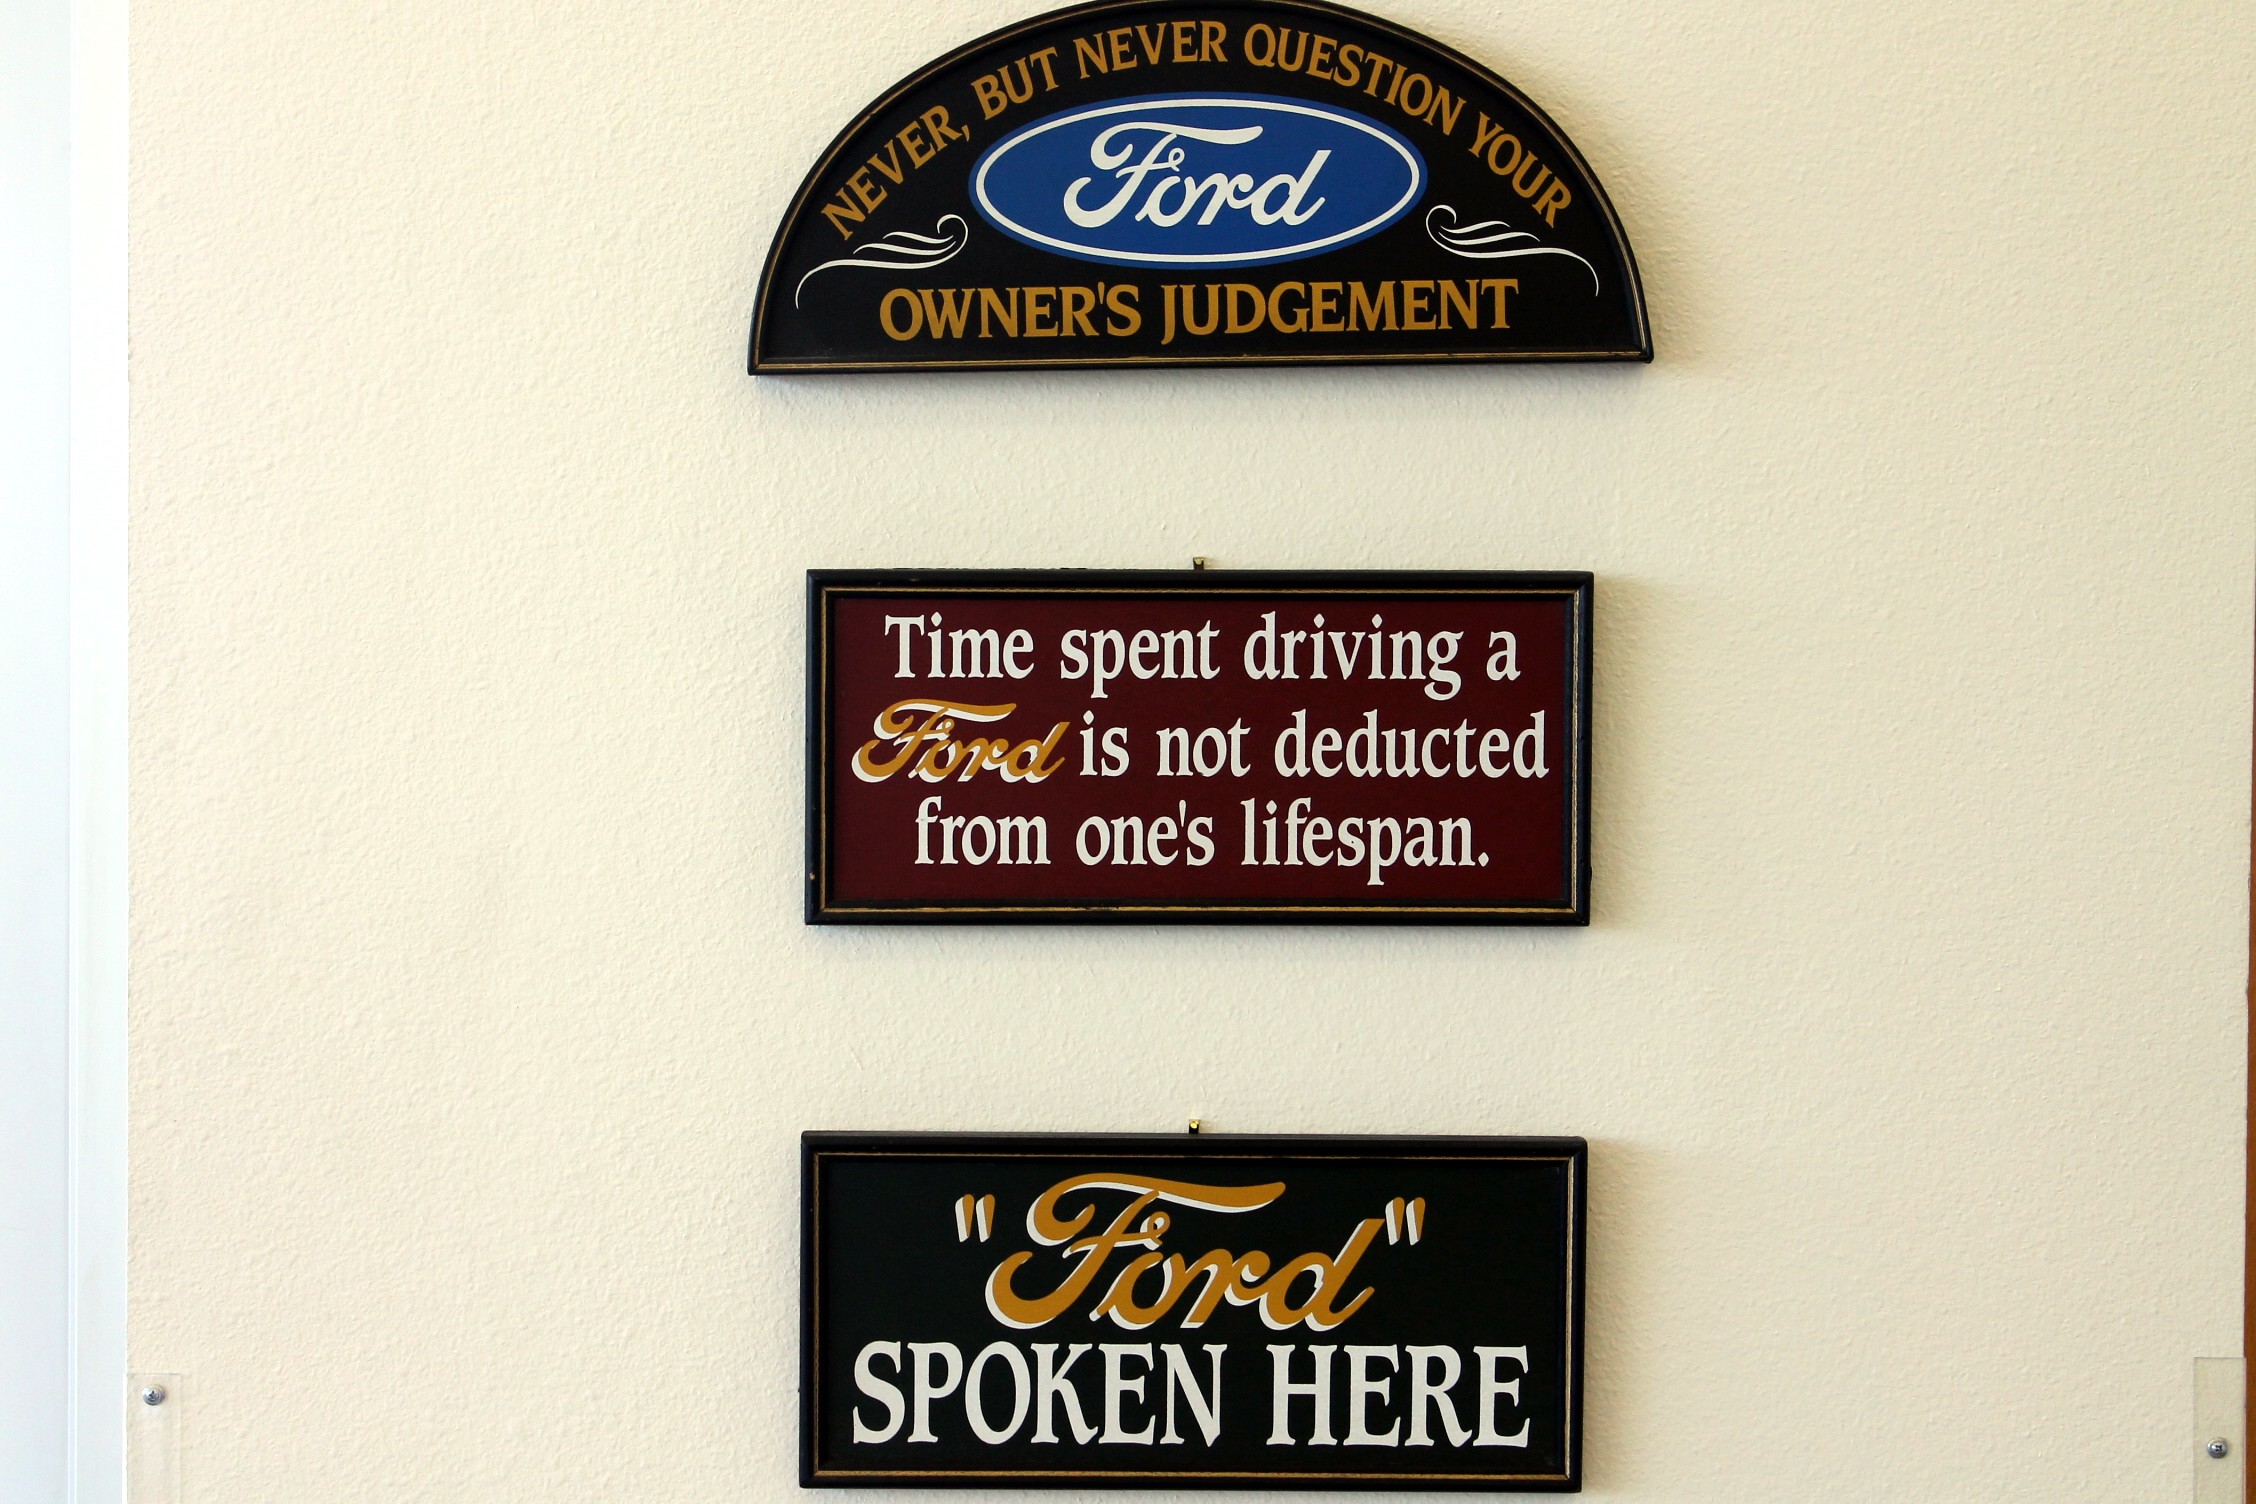 NEVER, BUT NEVER QUESTION YOUR
Ford
OWNER'S JUDGEMENT
Time spent driving a
Ford is not deducted
from one's lifespan.
"Ford"
SPOKEN HERE